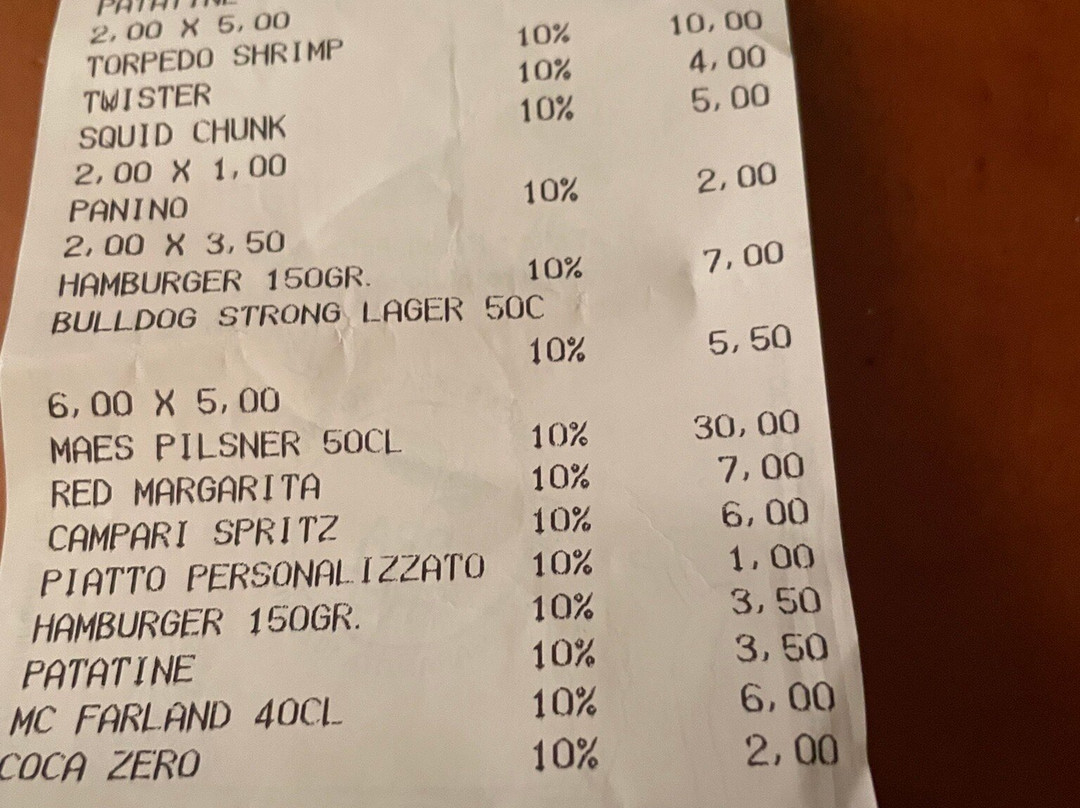 PATATINE
2,00 X 5,00
TORPEDO SHRIMP 10% 10,00
TWISTER 10% 4,00
SQUID CHUNK 10% 5,00
2,00 X 1,00
PANINO 10% 2,00
2,00 X 3,50
HAMBURGER 150GR. 10% 7,00
BULLDOG STRONG LAGER 50C
10% 5,50
6,00 X 5,00
MAES PILSNER 50CL 10% 30,00
RED MARGARITA 10% 7,00
CAMPARI SPRITZ 10% 6,00
PIATTO PERSONALIZZATO 10% 1,00
HAMBURGER 150GR. 10% 3,50
PATATINE 10% 3,50
MC FARLAND 40CL 10% 6,00
COCA ZERO 10% 2,00